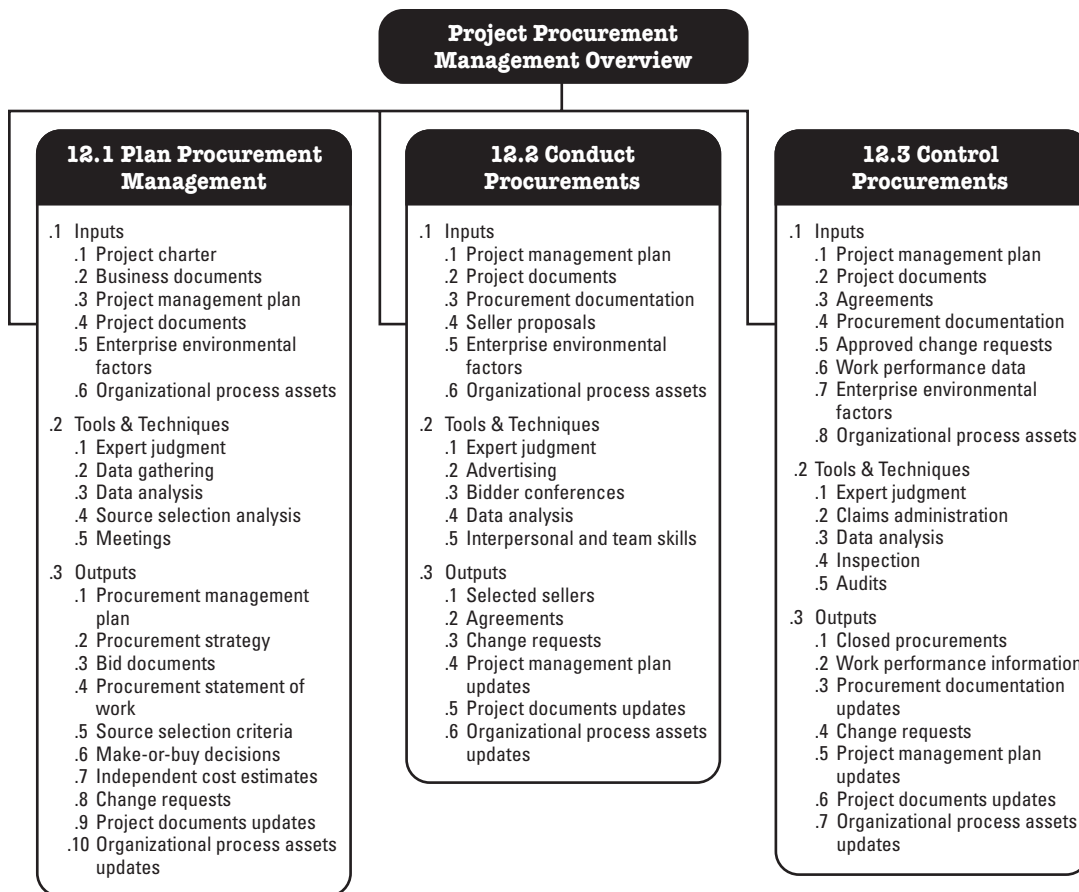 Project Procurement
Management Overview
12.1 Plan Procurement
Management
.1 Inputs
.1 Project charter
.2 Business documents
.3 Project management plan
.4 Project documents
.5 Enterprise environmental
factors
.6 Organizational process assets
.2 Tools & Techniques
.1 Expert judgment
.2 Data gathering
.3 Data analysis
.4 Source selection analysis
.5 Meetings
.3 Outputs
.1 Procurement management
plan
.2 Procurement strategy
.3 Bid documents
.4 Procurement statement of
work
.5 Source selection criteria
.6 Make-or-buy decisions
.7 Independent cost estimates
.8 Change requests
.9 Project documents updates
.10 Organizational process assets
updates
12.2 Conduct
Procurements
.1 Inputs
.1 Project management plan
.2 Project documents
.3 Procurement documentation
.4 Seller proposals
.5 Enterprise environmental
factors
.6 Organizational process assets
.2 Tools & Techniques
.1 Expert judgment
.2 Advertising
.3 Bidder conferences
.4 Data analysis
.5 Interpersonal and team skills
.3 Outputs
.1 Selected sellers
.2 Agreements
.3 Change requests
.4 Project management plan
updates
.5 Project documents updates
.6 Organizational process assets
updates
12.3 Control
Procurements
.1 Inputs
.1 Project management plan
.2 Project documents
.3 Agreements
.4 Procurement documentation
.5 Approved change requests
.6 Work performance data
.7 Enterprise environmental
factors
.8 Organizational process assets
.2 Tools & Techniques
.1 Expert judgment
.2 Claims administration
.3 Data analysis
.4 Inspection
.5 Audits
.3 Outputs
.1 Closed procurements
.2 Work performance information
.3 Procurement documentation
updates
.4 Change requests
.5 Project management plan
updates
.6 Project documents updates
.7 Organizational process assets
updates